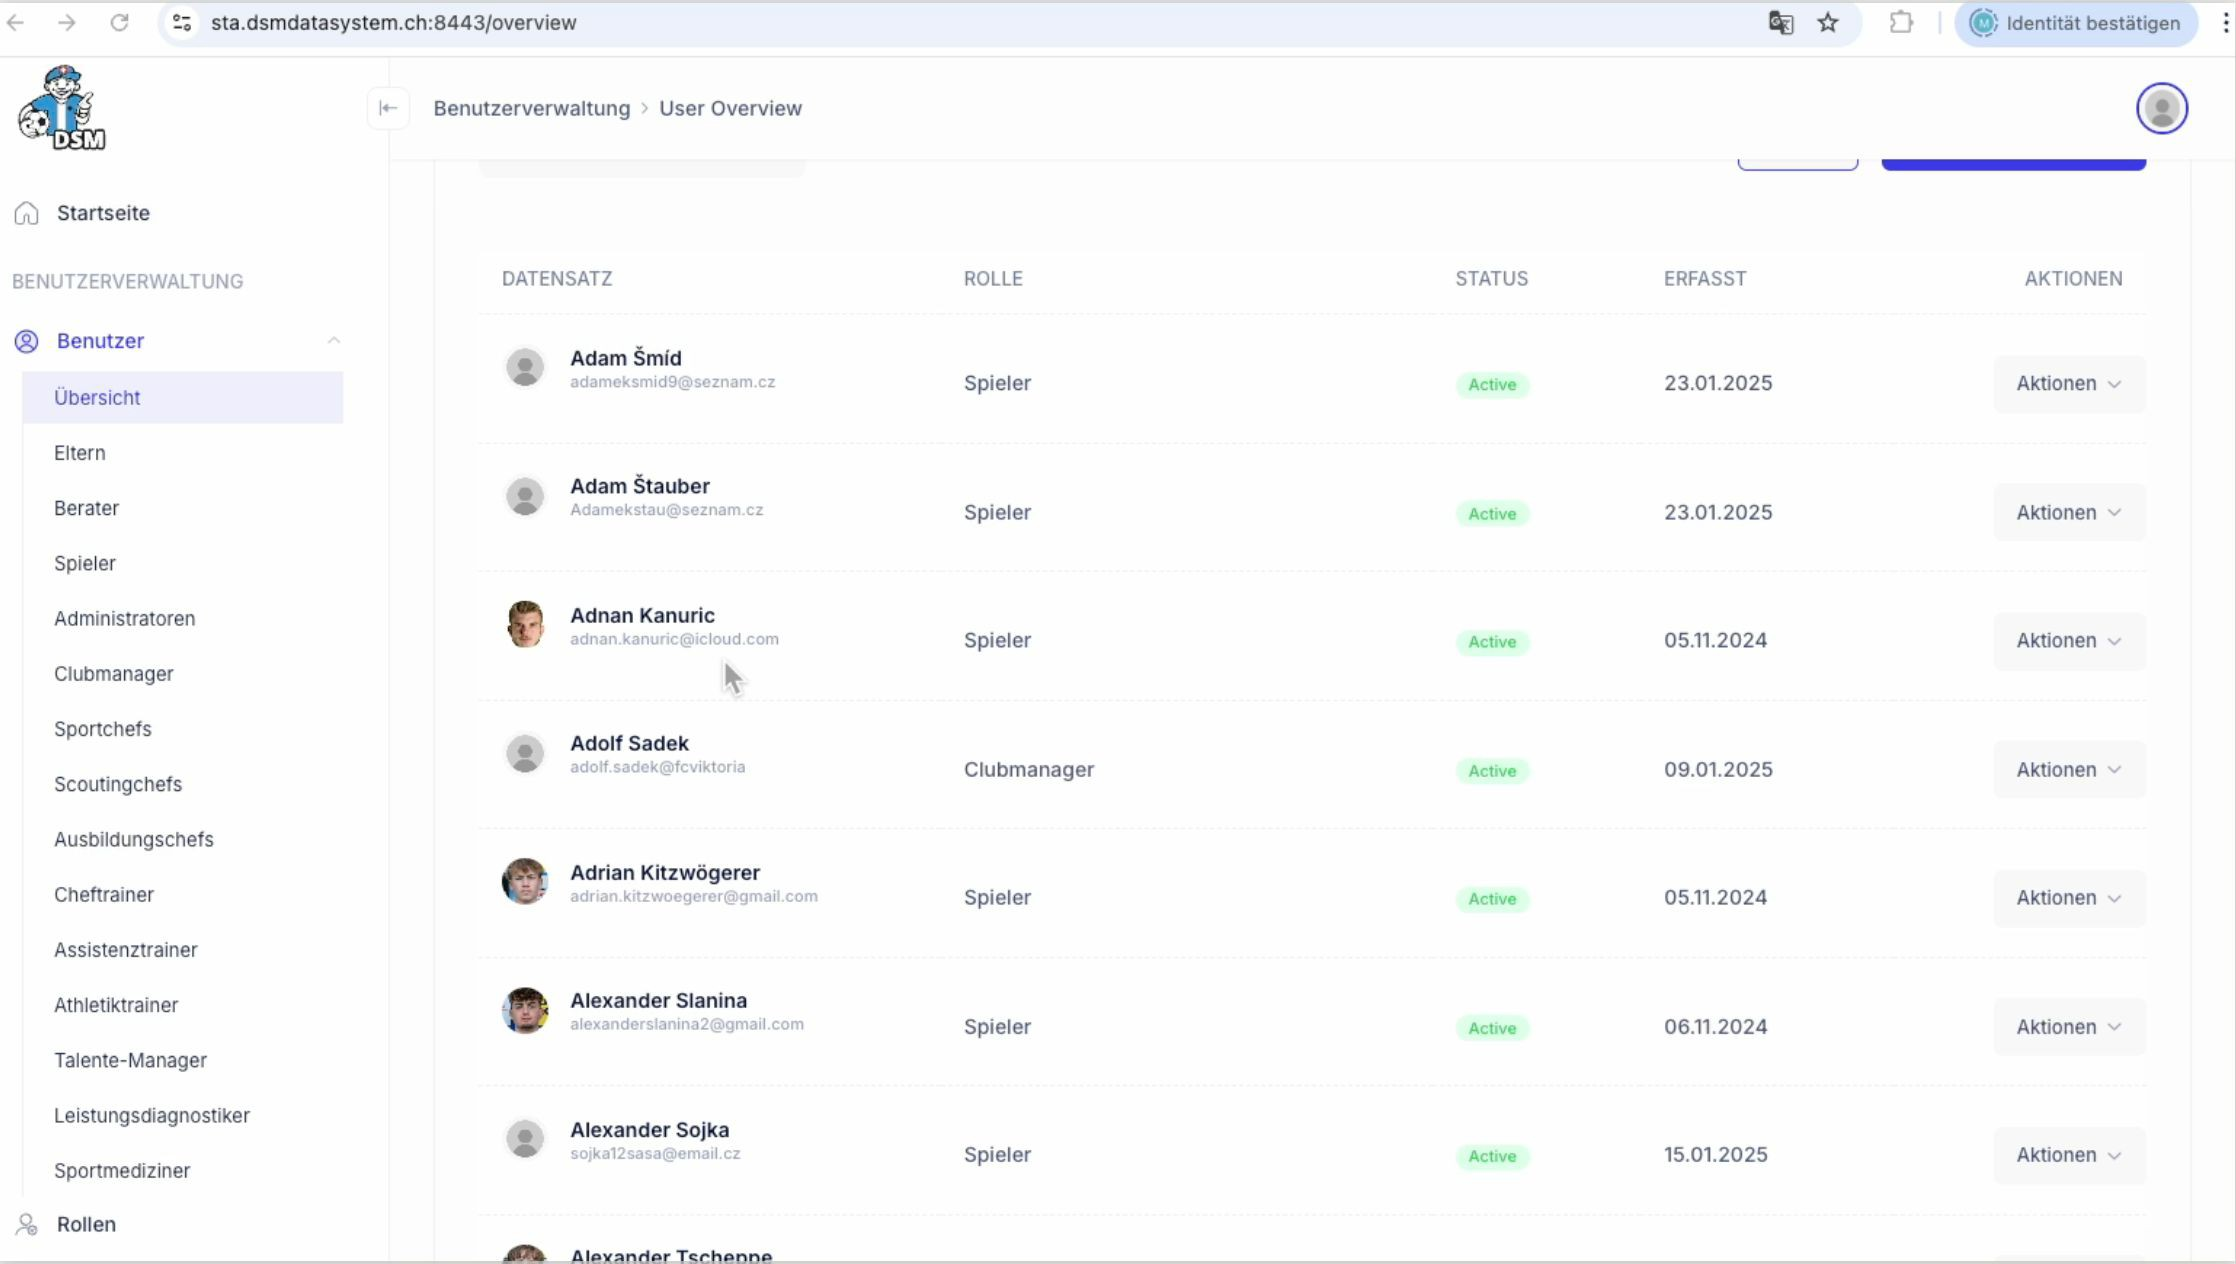 sta.dsmdatasystem.ch:8443/overview
M
Identität bestätigen
DSM
Benutzerverwaltung › User Overview
Startseite
BENUTZERVERWALTUNG
Benutzer
Übersicht
Eltern
Berater
Spieler
Administratoren
Clubmanager
Sportchefs
Scoutingchefs
Ausbildungschefs
Cheftrainer
Assistenztrainer
Athletiktrainer
Talente-Manager
Leistungsdiagnostiker
Sportmediziner
Rollen
DATENSATZ ROLLE STATUS ERFASST AKTIONEN
Adam Šmíd
adameksmid9@seznam.cz
Spieler Active 23.01.2025 Aktionen
Adam Štauber
Adamekstau@seznam.cz
Spieler Active 23.01.2025 Aktionen
Adnan Kanuric
adnan.kanuric@icloud.com
Spieler Active 05.11.2024 Aktionen
Adolf Sadek
adolf.sadek@fcviktoria
Clubmanager Active 09.01.2025 Aktionen
Adrian Kitzwögerer
adrian.kitzwoegerer@gmail.com
Spieler Active 05.11.2024 Aktionen
Alexander Slanina
alexanderslanina2@gmail.com
Spieler Active 06.11.2024 Aktionen
Alexander Sojka
sojka12sasa@email.cz
Spieler Active 15.01.2025 Aktionen
Alexander Tscheppe